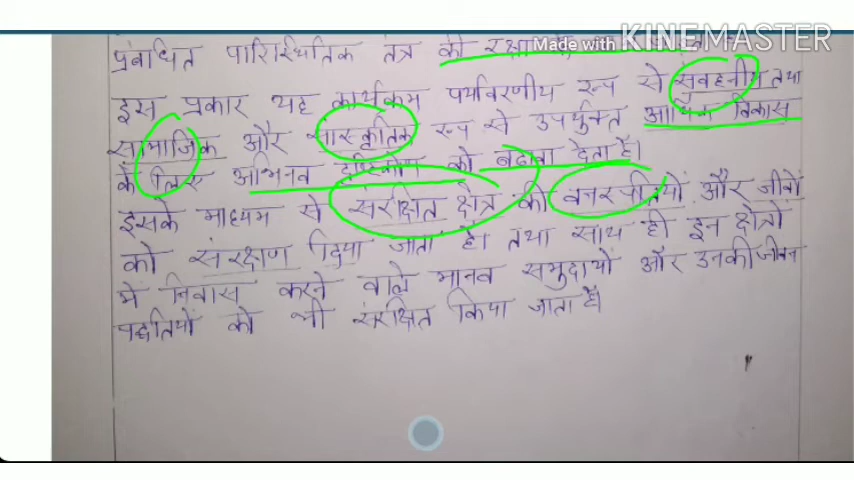 प्रबंधित पारिस्थितिक तंत्र की रक्षा
Made with KINEMASTER
इस प्रकार यह कार्यक्रम पर्यावरणीय रूप से संवहनीय तथा
सामाजिक और सांस्कृतिक रूप से उपर्युक्त आर्थिक विकास
के लिए अभिनव दृष्टिकोण को बढावा देता है।
इसके माध्यम से संरक्षित क्षेत्र की वनस्पतियों और जीवों
को संरक्षण दिया जाता है। तथा साथ ही इन क्षेत्रों
मे निवास करने वाले मानव समुदायों और उनकी जीवन
पद्धतियों को भी संरक्षित किया जाता है।